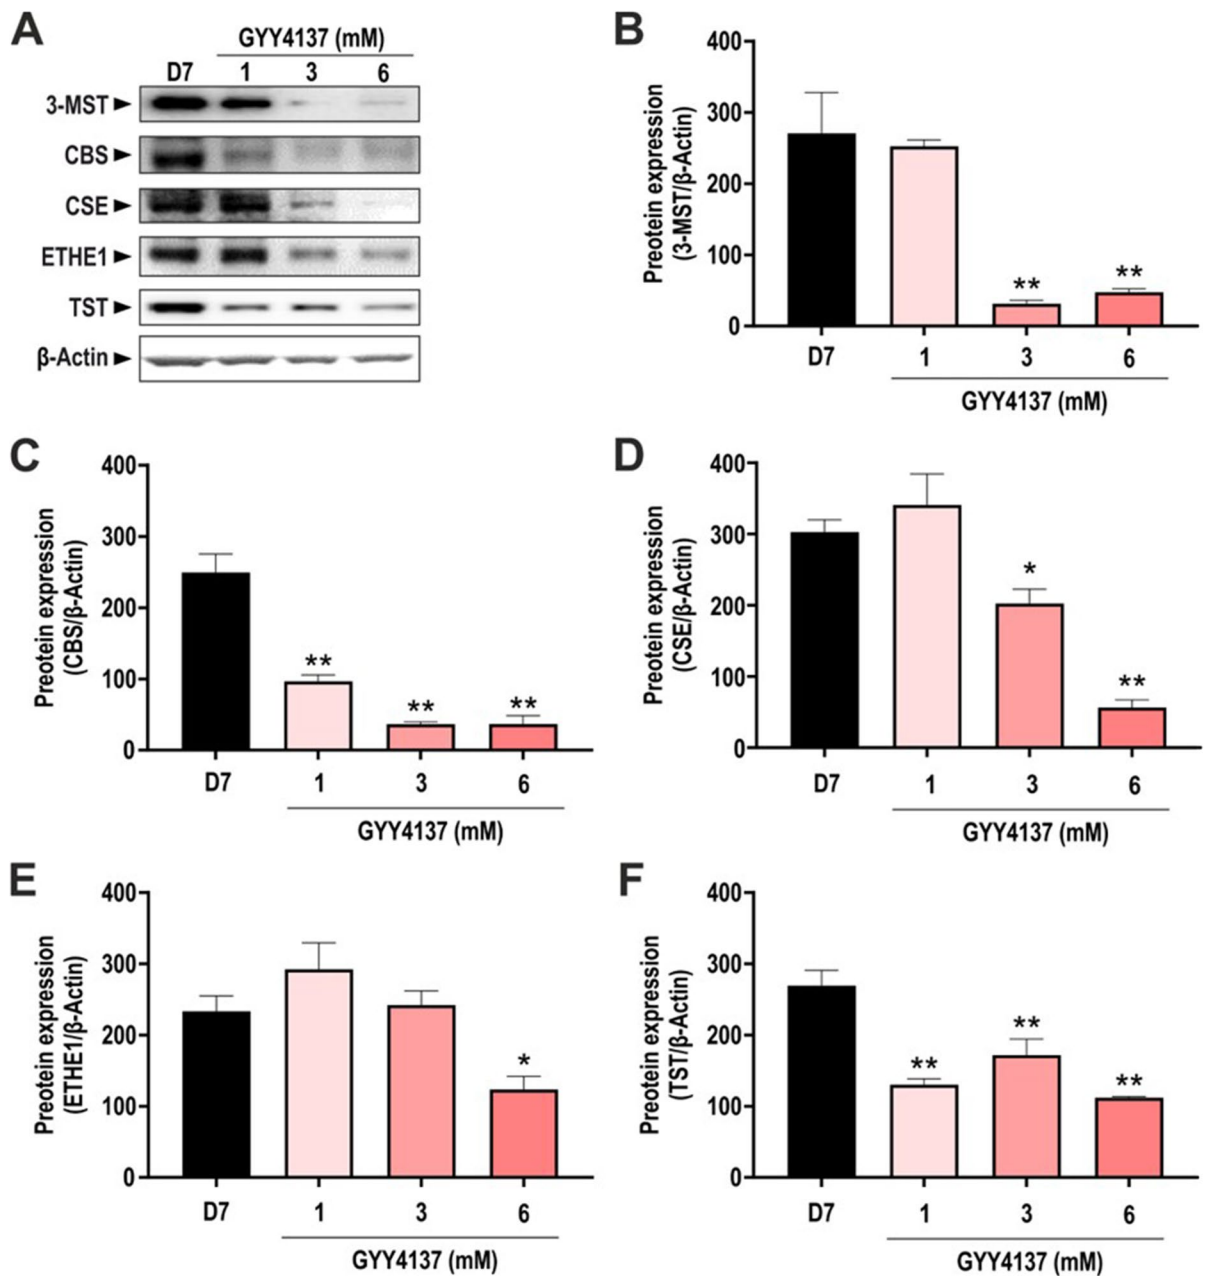 A
GYY4137 (mM)
D7 1 3 6
3-MST
CBS
CSE
ETHE1
TST
β-Actin
B
Preotein expression
(3-MST/β-Actin)
400
300
200
100
0
**
**
D7 1 3 6
GYY4137 (mM)
C
Preotein expression
(CBS/β-Actin)
400
300
200
100
0
**
**
**
D7 1 3 6
GYY4137 (mM)
D
Preotein expression
(CSE/β-Actin)
400
300
200
100
0
*
**
D7 1 3 6
GYY4137 (mM)
E
Preotein expression
(ETHE1/β-Actin)
400
300
200
100
0
*
D7 1 3 6
GYY4137 (mM)
F
Preotein expression
(TST/β-Actin)
400
300
200
100
0
**
**
**
D7 1 3 6
GYY4137 (mM)